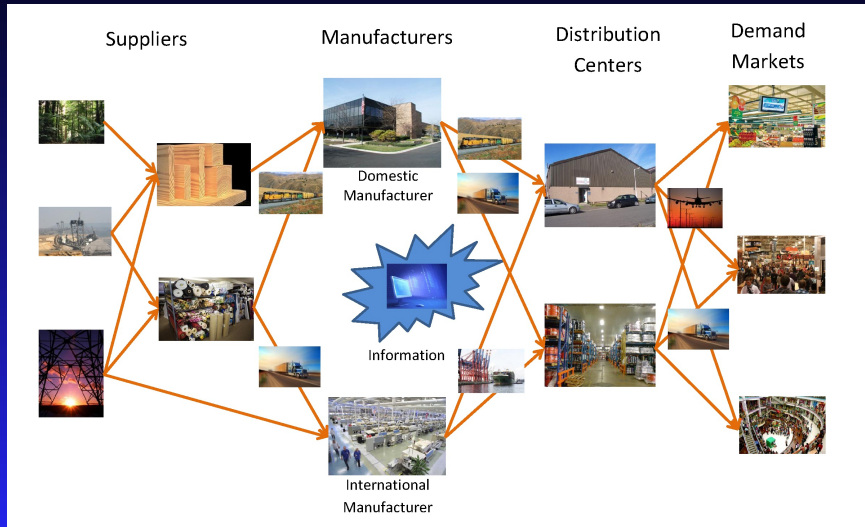 Suppliers
Manufacturers
Distribution
Centers
Demand
Markets
Domestic
Manufacturer
Information
International
Manufacturer